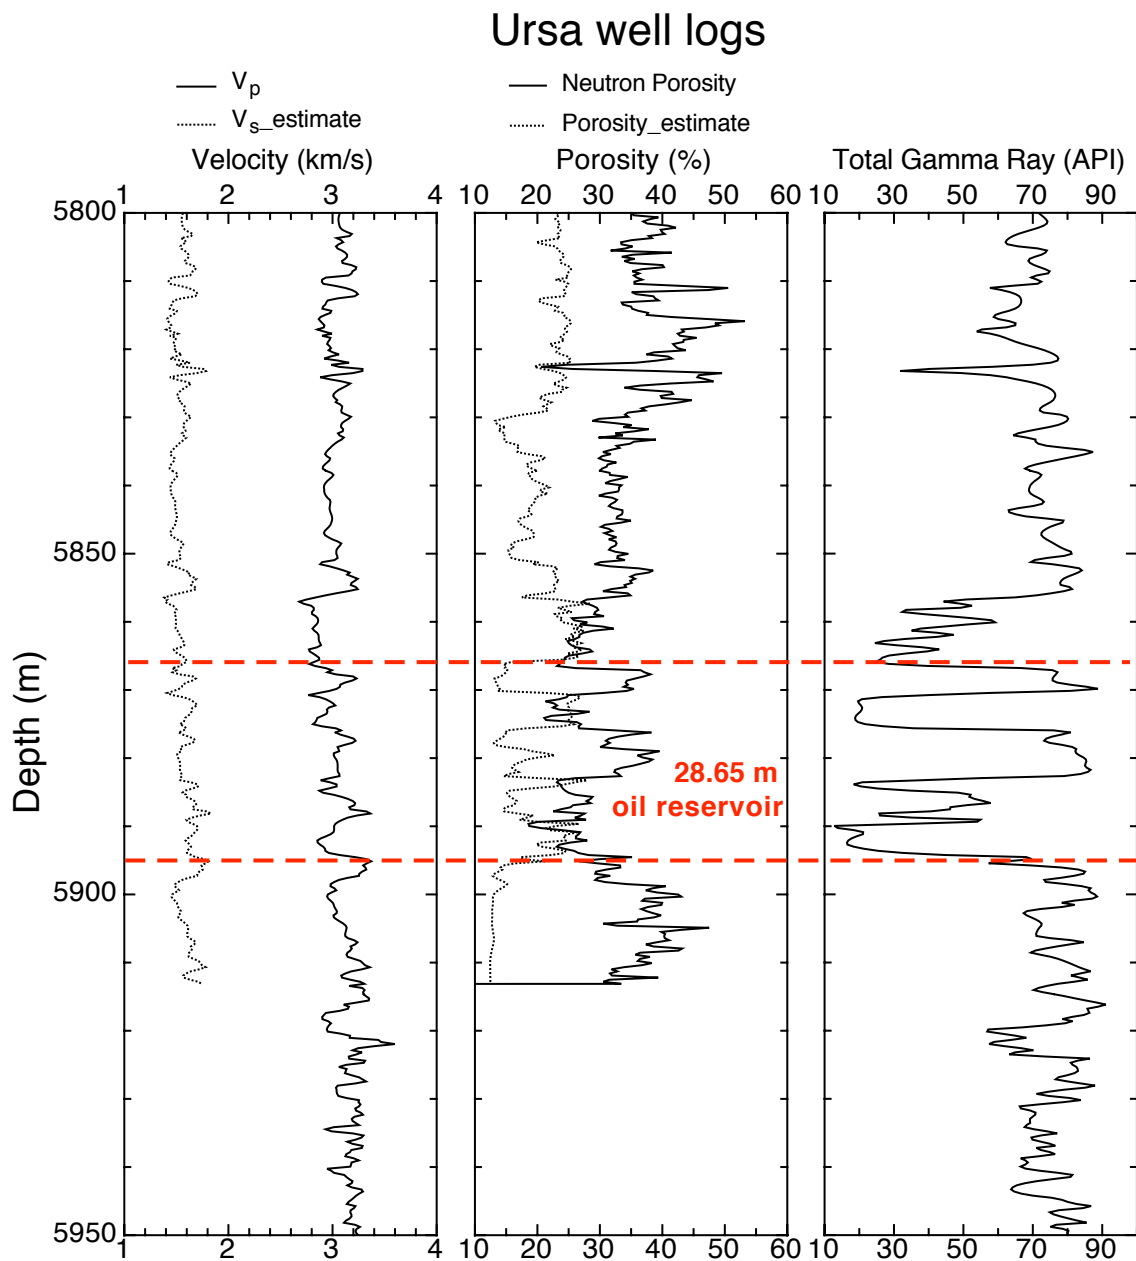 Ursa well logs
Vp
Vs_estimate
Neutron Porosity
Porosity_estimate
Velocity (km/s)
Porosity (%)
Total Gamma Ray (API)
1 2 3 4
10 20 30 40 50 60
10 30 50 70 90
5800
5850
Depth (m)
28.65 m
oil reservoir
5900
5950
1 2 3 4
10 20 30 40 50 60
10 30 50 70 90